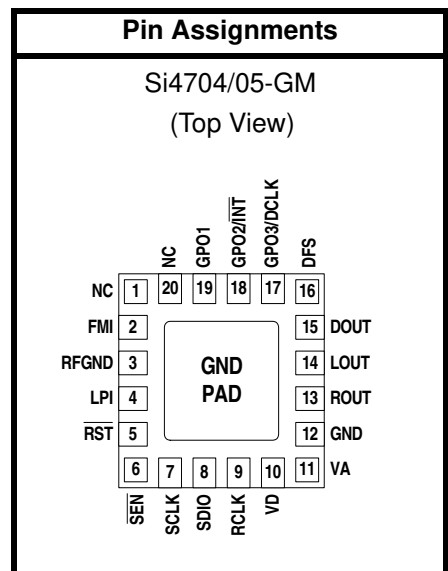 Pin Assignments
Si4704/05-GM
(Top View)
NC
GPO1
GPO2/INT
GPO3/DCLK
DFS
NC 1 20 19 18 17 16
FMI 2 15 DOUT
RFGND 3 GND 14 LOUT
LPI 4 PAD 13 ROUT
RST 5 12 GND
6 7 8 9 10 11 VA
SEN
SCLK
SDIO
RCLK
VD